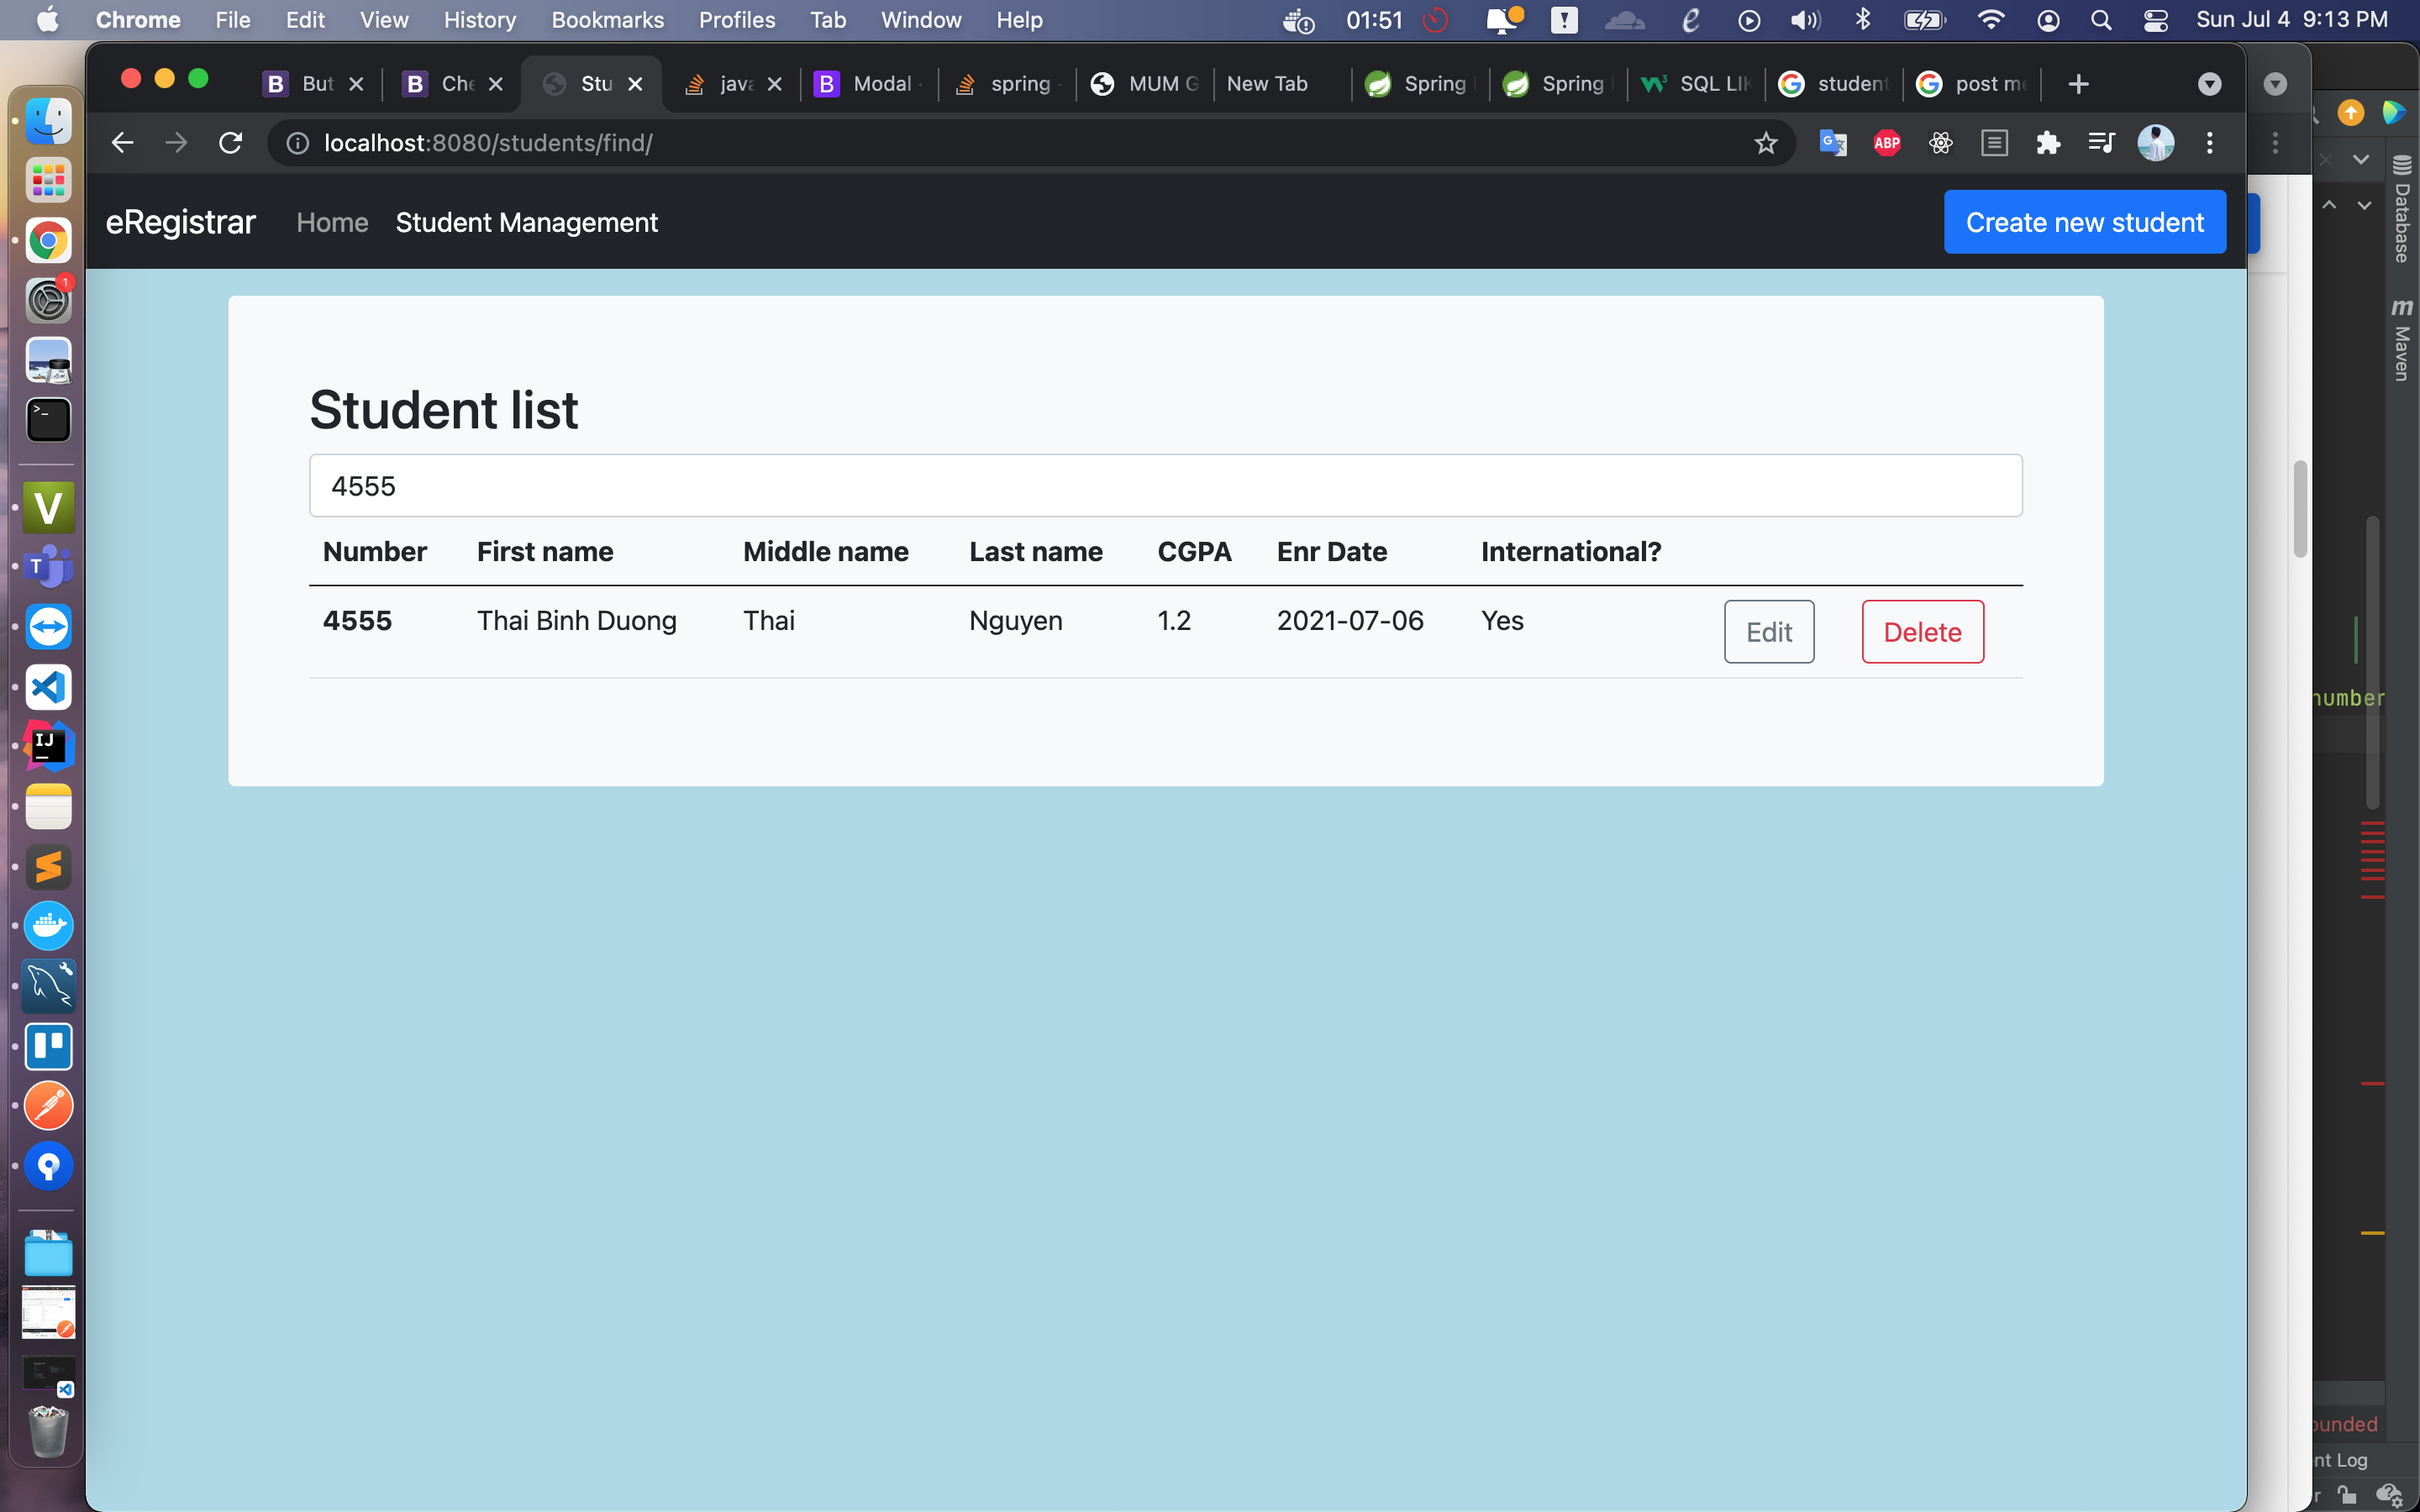 Chrome File Edit View History Bookmarks Profiles Tab Window Help 01:51 Sun Jul 4 9:13 PM
But Che Stu java Modal - spring - MUM G New Tab Spring Spring SQL LIK student post me
localhost:8080/students/find/
eRegistrar Home Student Management Create new student
Student list
4555
Number First name Middle name Last name CGPA Enr Date International?
4555 Thai Binh Duong Thai Nguyen 1.2 2021-07-06 Yes Edit Delete
Database
Maven
number
ounded
nt Log